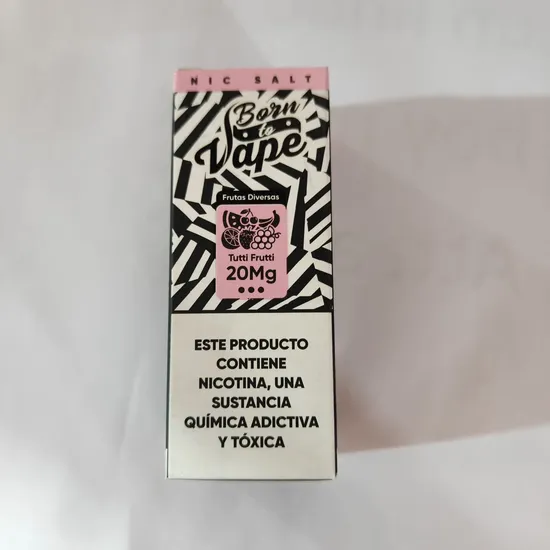 NIC SALT
Born
to
Vape
Frutas Diversas
Tutti Frutti
20Mg
ESTE PRODUCTO
CONTIENE
NICOTINA, UNA
SUSTANCIA
QUÍMICA ADICTIVA
Y TÓXICA